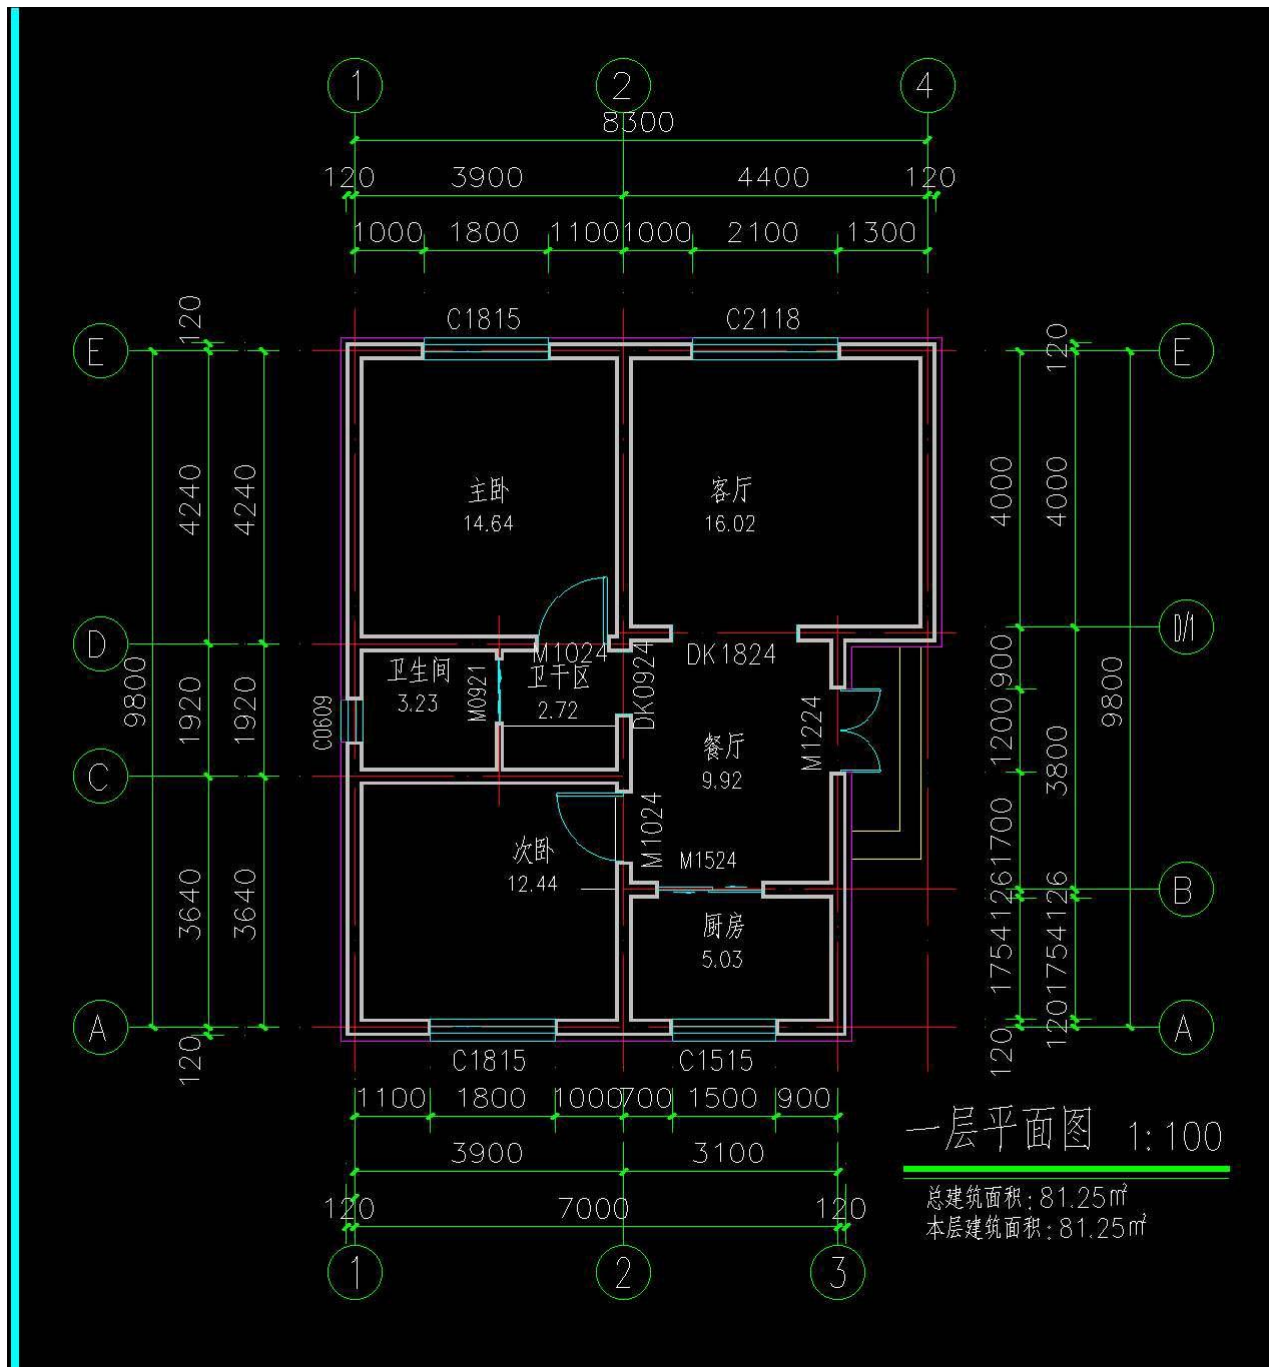 1
2
4
8300
120
3900
4400
120
1000
1800
1100
1000
2100
1300
C1815
C2118
120
120
E
E
4240
4240
主卧
14.64
客厅
16.02
4000
4000
D
D/1
9800
1920
1920
C0609
卫生间
3.23
M0921
M1024
卫干区
2.72
DK0924
DK1824
M1224
餐厅
9.92
900
1200
1700
3800
9800
C
次卧
12.44
M1024
M1524
3640
3640
126
126
B
厨房
5.03
1754
1754
A
A
120
120
120
C1815
C1515
1100
1800
1000
700
1500
900
3900
3100
120
7000
120
1
2
3
一层平面图 1:100
总建筑面积:81.25㎡
本层建筑面积:81.25㎡